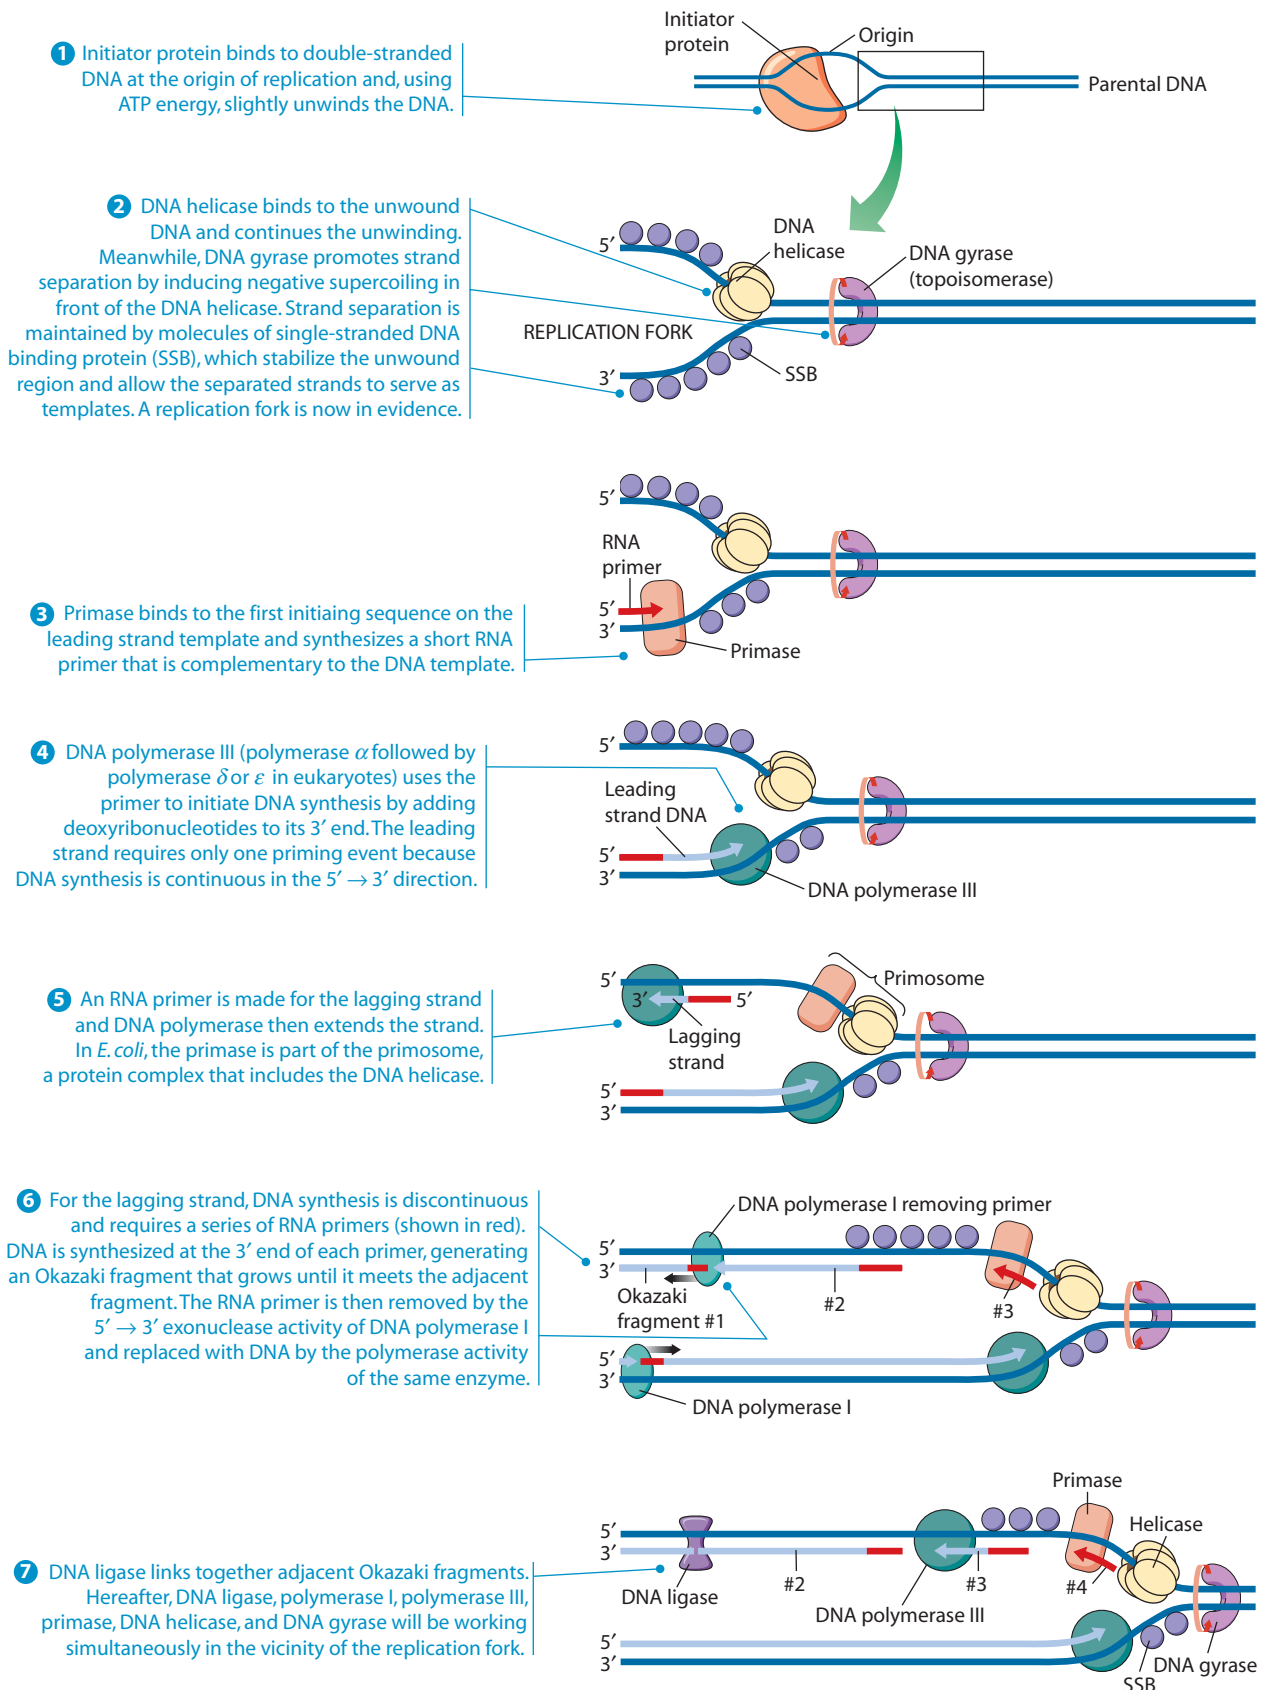 Initiator
protein
Origin
Parental DNA
1 Initiator protein binds to double-stranded
DNA at the origin of replication and, using
ATP energy, slightly unwinds the DNA.
2 DNA helicase binds to the unwound
DNA and continues the unwinding.
Meanwhile, DNA gyrase promotes strand
separation by inducing negative supercoiling in
front of the DNA helicase. Strand separation is
maintained by molecules of single-stranded DNA
binding protein (SSB), which stabilize the unwound
region and allow the separated strands to serve as
templates. A replication fork is now in evidence.
5′
DNA
helicase
DNA gyrase
(topoisomerase)
REPLICATION FORK
3′
SSB
3 Primase binds to the first initiaing sequence on the
leading strand template and synthesizes a short RNA
primer that is complementary to the DNA template.
5′
RNA
primer
5′
3′
Primase
4 DNA polymerase III (polymerase α followed by
polymerase δ or ε in eukaryotes) uses the
primer to initiate DNA synthesis by adding
deoxyribonucleotides to its 3′ end. The leading
strand requires only one priming event because
DNA synthesis is continuous in the 5′ → 3′ direction.
5′
Leading
strand DNA
5′
3′
DNA polymerase III
5 An RNA primer is made for the lagging strand
and DNA polymerase then extends the strand.
In E. coli, the primase is part of the primosome,
a protein complex that includes the DNA helicase.
5′
3′
5′
Primosome
Lagging
strand
5′
3′
6 For the lagging strand, DNA synthesis is discontinuous
and requires a series of RNA primers (shown in red).
DNA is synthesized at the 3′ end of each primer, generating
an Okazaki fragment that grows until it meets the adjacent
fragment. The RNA primer is then removed by the
5′ → 3′ exonuclease activity of DNA polymerase I
and replaced with DNA by the polymerase activity
of the same enzyme.
DNA polymerase I removing primer
5′
3′
Okazaki
fragment #1
#2
#3
5′
3′
DNA polymerase I
7 DNA ligase links together adjacent Okazaki fragments.
Hereafter, DNA ligase, polymerase I, polymerase III,
primase, DNA helicase, and DNA gyrase will be working
simultaneously in the vicinity of the replication fork.
Primase
Helicase
5′
3′
DNA ligase
#2
#3
#4
DNA polymerase III
5′
3′
SSB
DNA gyrase